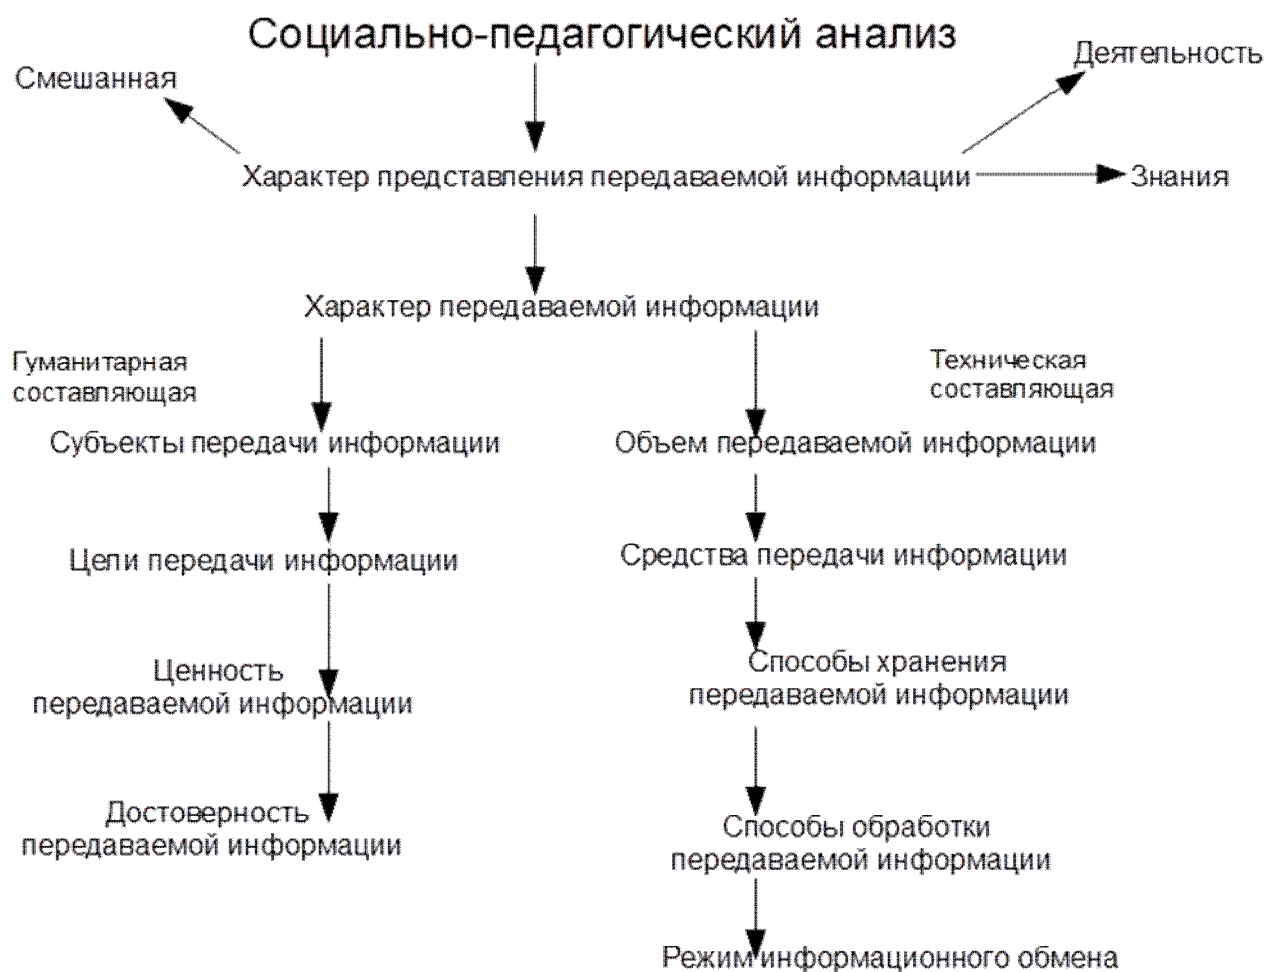 Социально-педагогический анализ
Смешанная
Деятельность
Характер представления передаваемой информации
Знания
Характер передаваемой информации
Гуманитарная
составляющая
Техническая
составляющая
Субъекты передачи информации
Объем передаваемой информации
Цели передачи информации
Средства передачи информации
Ценность
передаваемой информации
Способы хранения
передаваемой информации
Достоверность
передаваемой информации
Способы обработки
передаваемой информации
Режим информационного обмена